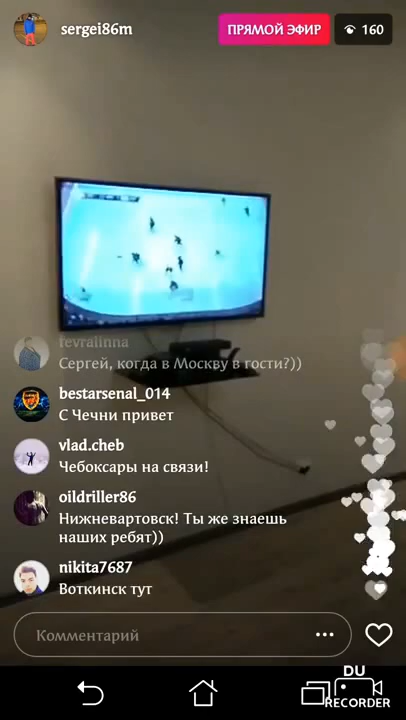 sergei86m
ПРЯМОЙ ЭФИР
160
fevralinna
Сергей, когда в Москву в гости?))
bestarsenal_014
С Чечни привет
vlad.cheb
Чебоксары на связи!
oildriller86
Нижневартовск! Ты же знаешь
наших ребят))
nikita7687
Воткинск тут
Комментарий
DU
RECORDER